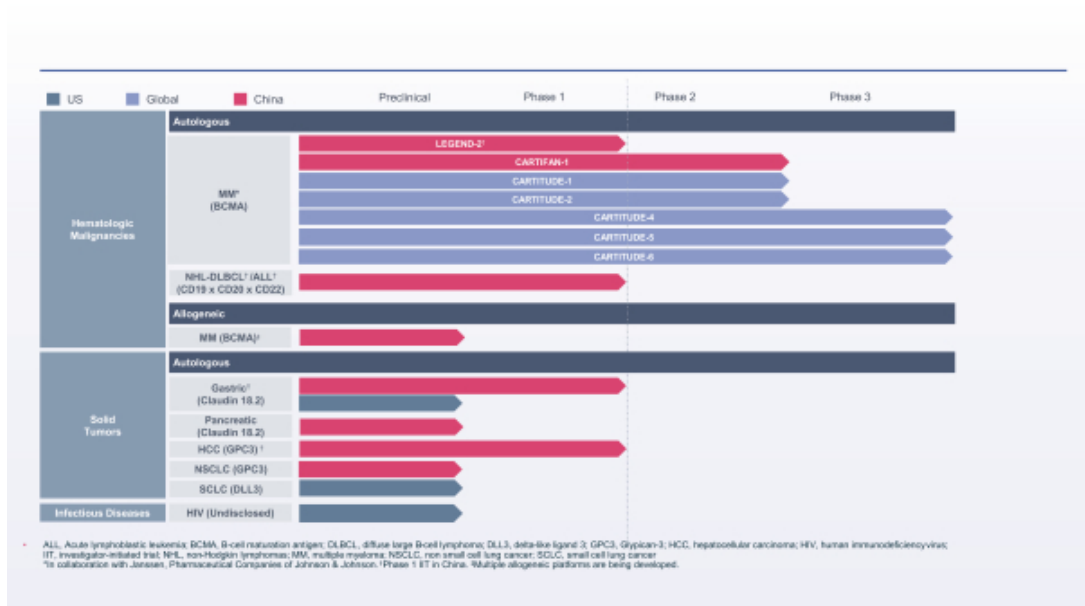 US Global China Preclinical Phase 1 Phase 2 Phase 3
Autologous
LEGEND-2†
CARTIFAN-1
CARTITUDE-1
CARTITUDE-2
CARTITUDE-4
CARTITUDE-5
CARTITUDE-6
MM*
(BCMA)
Hematologic
Malignancies
NHL-DLBCL† (ALL†
(CD19 x CD20 x CD22)
Allogeneic
MM (BCMA)‡
Autologous
Gastric†
(Claudin 18.2)
Pancreatic
(Claudin 18.2)
Solid
Tumors
HCC (GPC3) †
NSCLC (GPC3)
SCLC (DLL3)
Infectious Diseases HIV (Undisclosed)
ALL, Acute lymphoblastic leukemia; BCMA, B-cell maturation antigen; DLBCL, diffuse large B-cell lymphoma; DLL3, delta-like ligand 3; GPC3, Glypican-3; HCC, hepatocellular carcinoma; HIV, human immunodeficiencyvirus;
IIT, investigator-initiated trial; NHL, non-Hodgkin lymphomas; MM, multiple myeloma; NSCLC, non small cell lung cancer; SCLC, small cell lung cancer
*In collaboration with Janssen, Pharmaceutical Companies of Johnson & Johnson. †Phase 1 IIT in China. ‡Multiple allogeneic platforms are being developed.